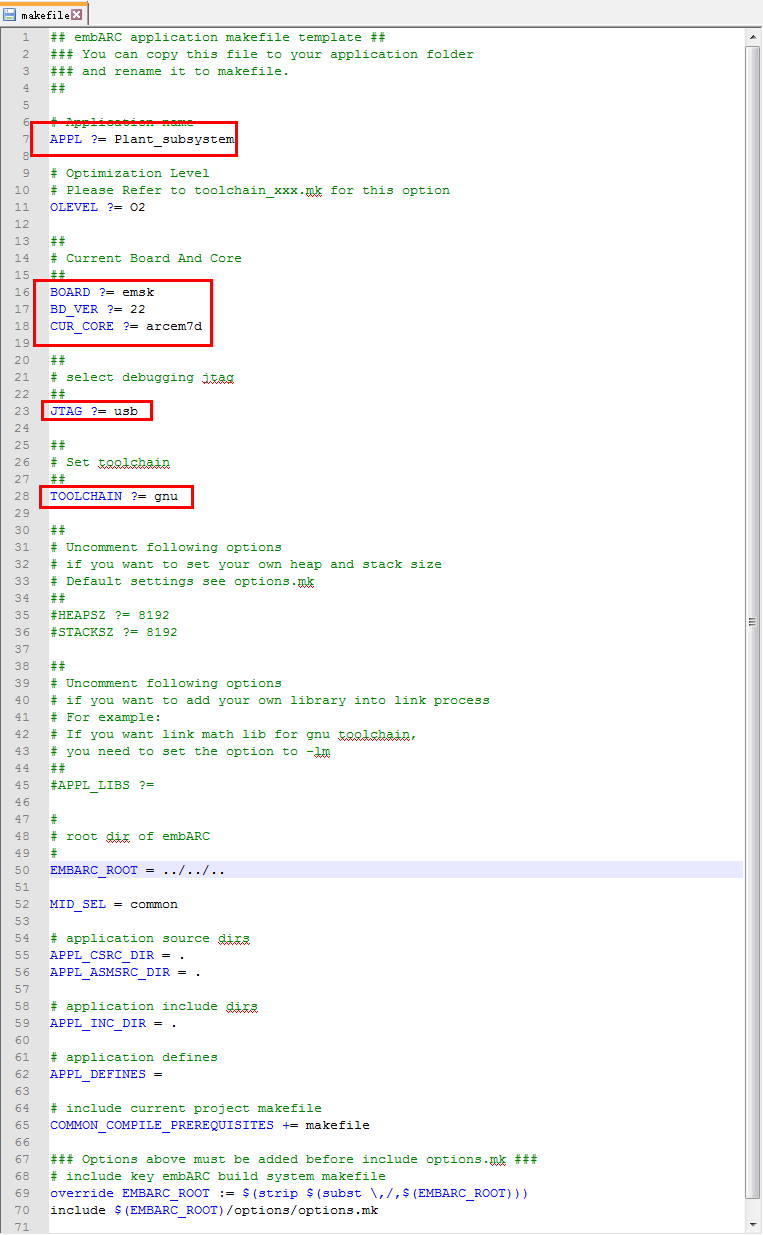 makefile
1 ## embARC application makefile template ##
2 ### You can copy this file to your application folder
3 ### and rename it to makefile.
4 ##
5
6 # Application name
7 APPL ?= Plant_subsystem
8
9 # Optimization Level
10 # Please Refer to toolchain_xxx.mk for this option
11 OLEVEL ?= O2
12
13 ##
14 # Current Board And Core
15 ##
16 BOARD ?= emsk
17 BD_VER ?= 22
18 CUR_CORE ?= arcem7d
19
20 ##
21 # select debugging jtag
22 ##
23 JTAG ?= usb
24
25 ##
26 # Set toolchain
27 ##
28 TOOLCHAIN ?= gnu
29
30 ##
31 # Uncomment following options
32 # if you want to set your own heap and stack size
33 # Default settings see options.mk
34 ##
35 #HEAPSZ ?= 8192
36 #STACKSZ ?= 8192
37
38 ##
39 # Uncomment following options
40 # if you want to add your own library into link process
41 # For example:
42 # If you want link math lib for gnu toolchain,
43 # you need to set the option to -lm
44 ##
45 #APPL_LIBS ?=
46
47 #
48 # root dir of embARC
49 #
50 EMBARC_ROOT = ../../..
51
52 MID_SEL = common
53
54 # application source dirs
55 APPL_CSRC_DIR = .
56 APPL_ASMSRC_DIR = .
57
58 # application include dirs
59 APPL_INC_DIR = .
60
61 # application defines
62 APPL_DEFINES =
63
64 # include current project makefile
65 COMMON_COMPILE_PREREQUISITES += makefile
66
67 ### Options above must be added before include options.mk ###
68 # include key embARC build system makefile
69 override EMBARC_ROOT := $(strip $(subst \,/,$(EMBARC_ROOT)))
70 include $(EMBARC_ROOT)/options/options.mk
71